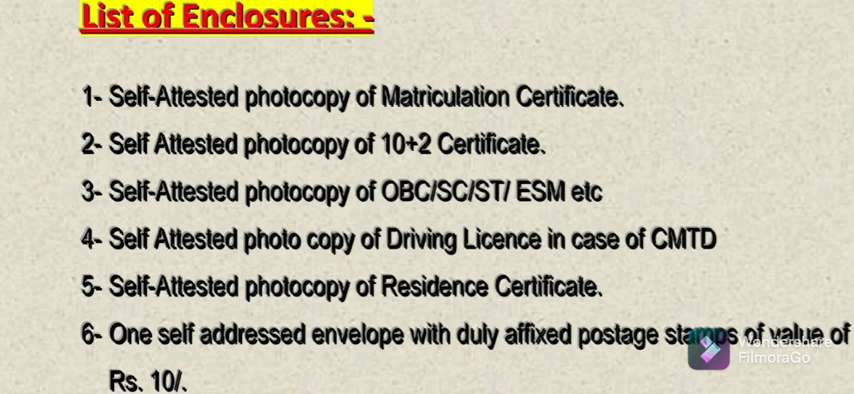 List of Enclosures: -
1- Self-Attested photocopy of Matriculation Certificate.
2- Self Attested photocopy of 10+2 Certificate.
3- Self-Attested photocopy of OBC/SC/ST/ ESM etc
4- Self Attested photo copy of Driving Licence in case of CMTD
5- Self-Attested photocopy of Residence Certificate.
6- One self addressed envelope with duly affixed postage stamps of value of
Rs. 10/.
Wondershare
FilmoraGo